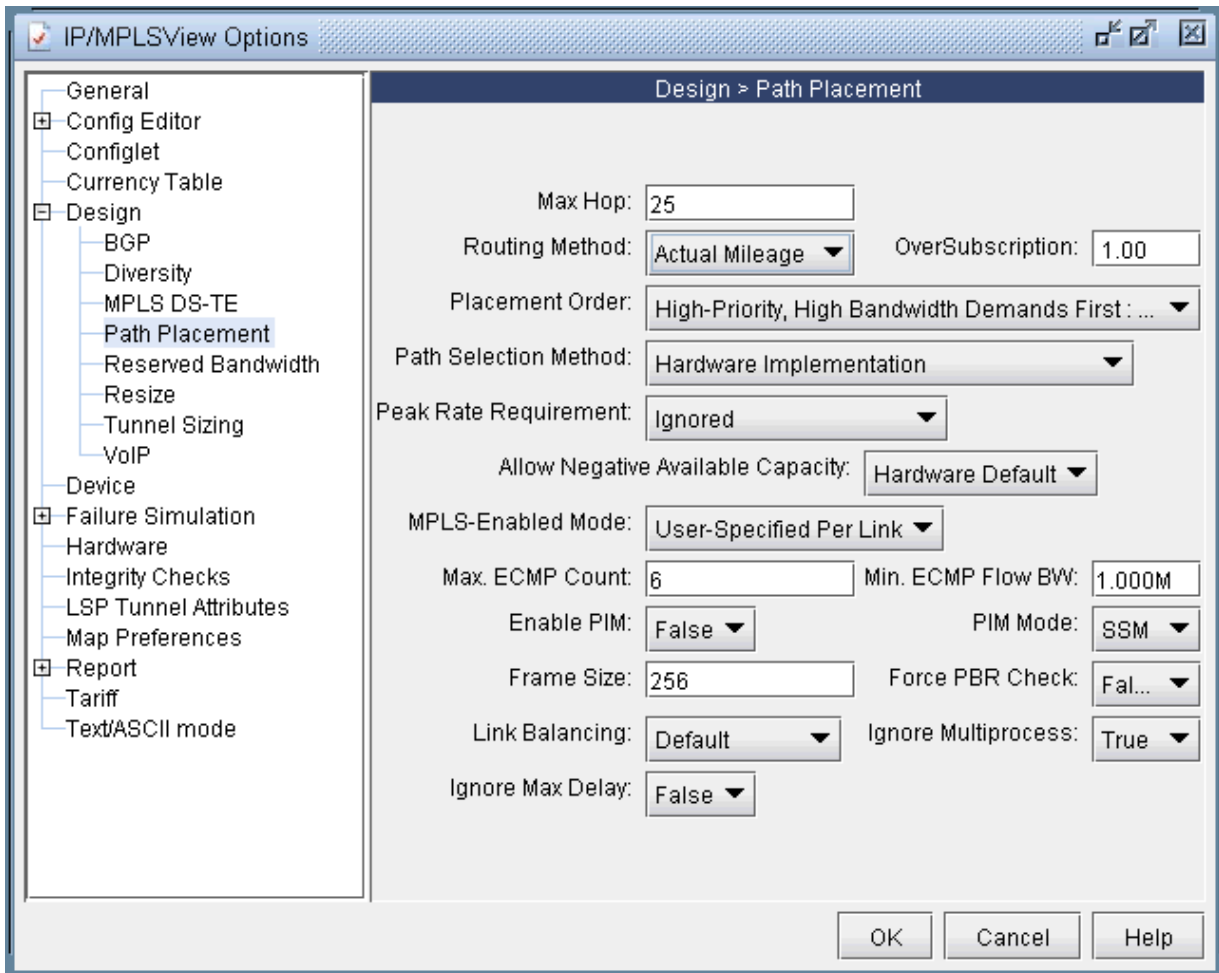 IP/MPLSView Options
General
Config Editor
Configlet
Currency Table
Design
BGP
Diversity
MPLS DS-TE
Path Placement
Reserved Bandwidth
Resize
Tunnel Sizing
VoIP
Device
Failure Simulation
Hardware
Integrity Checks
LSP Tunnel Attributes
Map Preferences
Report
Tariff
Text/ASCII mode
Design > Path Placement
Max Hop: 25
Routing Method: Actual Mileage OverSubscription: 1.00
Placement Order: High-Priority, High Bandwidth Demands First : ...
Path Selection Method: Hardware Implementation
Peak Rate Requirement: Ignored
Allow Negative Available Capacity: Hardware Default
MPLS-Enabled Mode: User-Specified Per Link
Max. ECMP Count: 6 Min. ECMP Flow BW: 1.000M
Enable PIM: False PIM Mode: SSM
Frame Size: 256 Force PBR Check: Fal...
Link Balancing: Default Ignore Multiprocess: True
Ignore Max Delay: False
OK Cancel Help